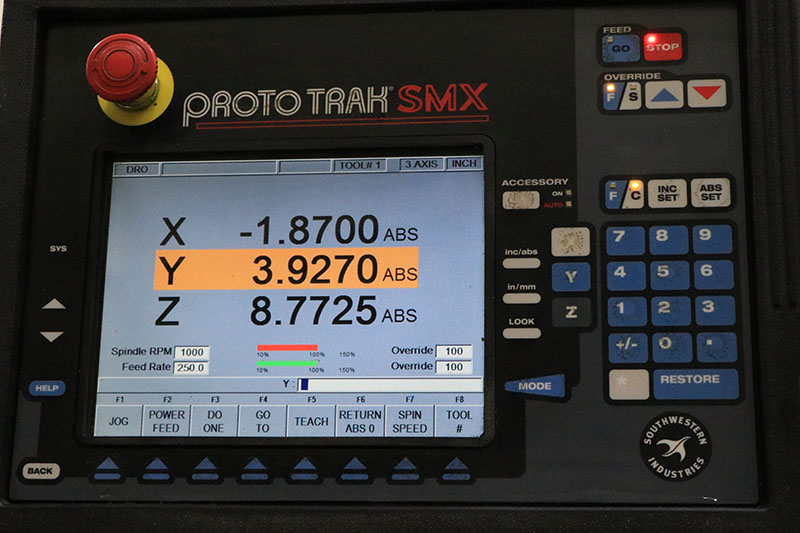 FEED
GO STOP
OVERRIDE
F/S
PROTO TRAK® SMX
DRO TOOL# 1 3 AXIS INCH
ACCESSORY
ON
AUTO
F/C INC SET ABS SET
X -1.8700 ABS
Y 3.9270 ABS
Z 8.7725 ABS
SYS
inc/abs
in/mm
LOOK
Y
Z
7 8 9
4 5 6
1 2 3
+/- 0 .
* RESTORE
Spindle RPM 1000 10% 100% 150% Override 100
Feed Rate 250.0 10% 100% 150% Override 100
Y :
HELP
MODE
F1 F2 F3 F4 F5 F6 F7 F8
JOG POWER FEED DO ONE GO TO TEACH RETURN ABS 0 SPIN SPEED TOOL #
BACK
SOUTHWESTERN
INDUSTRIES